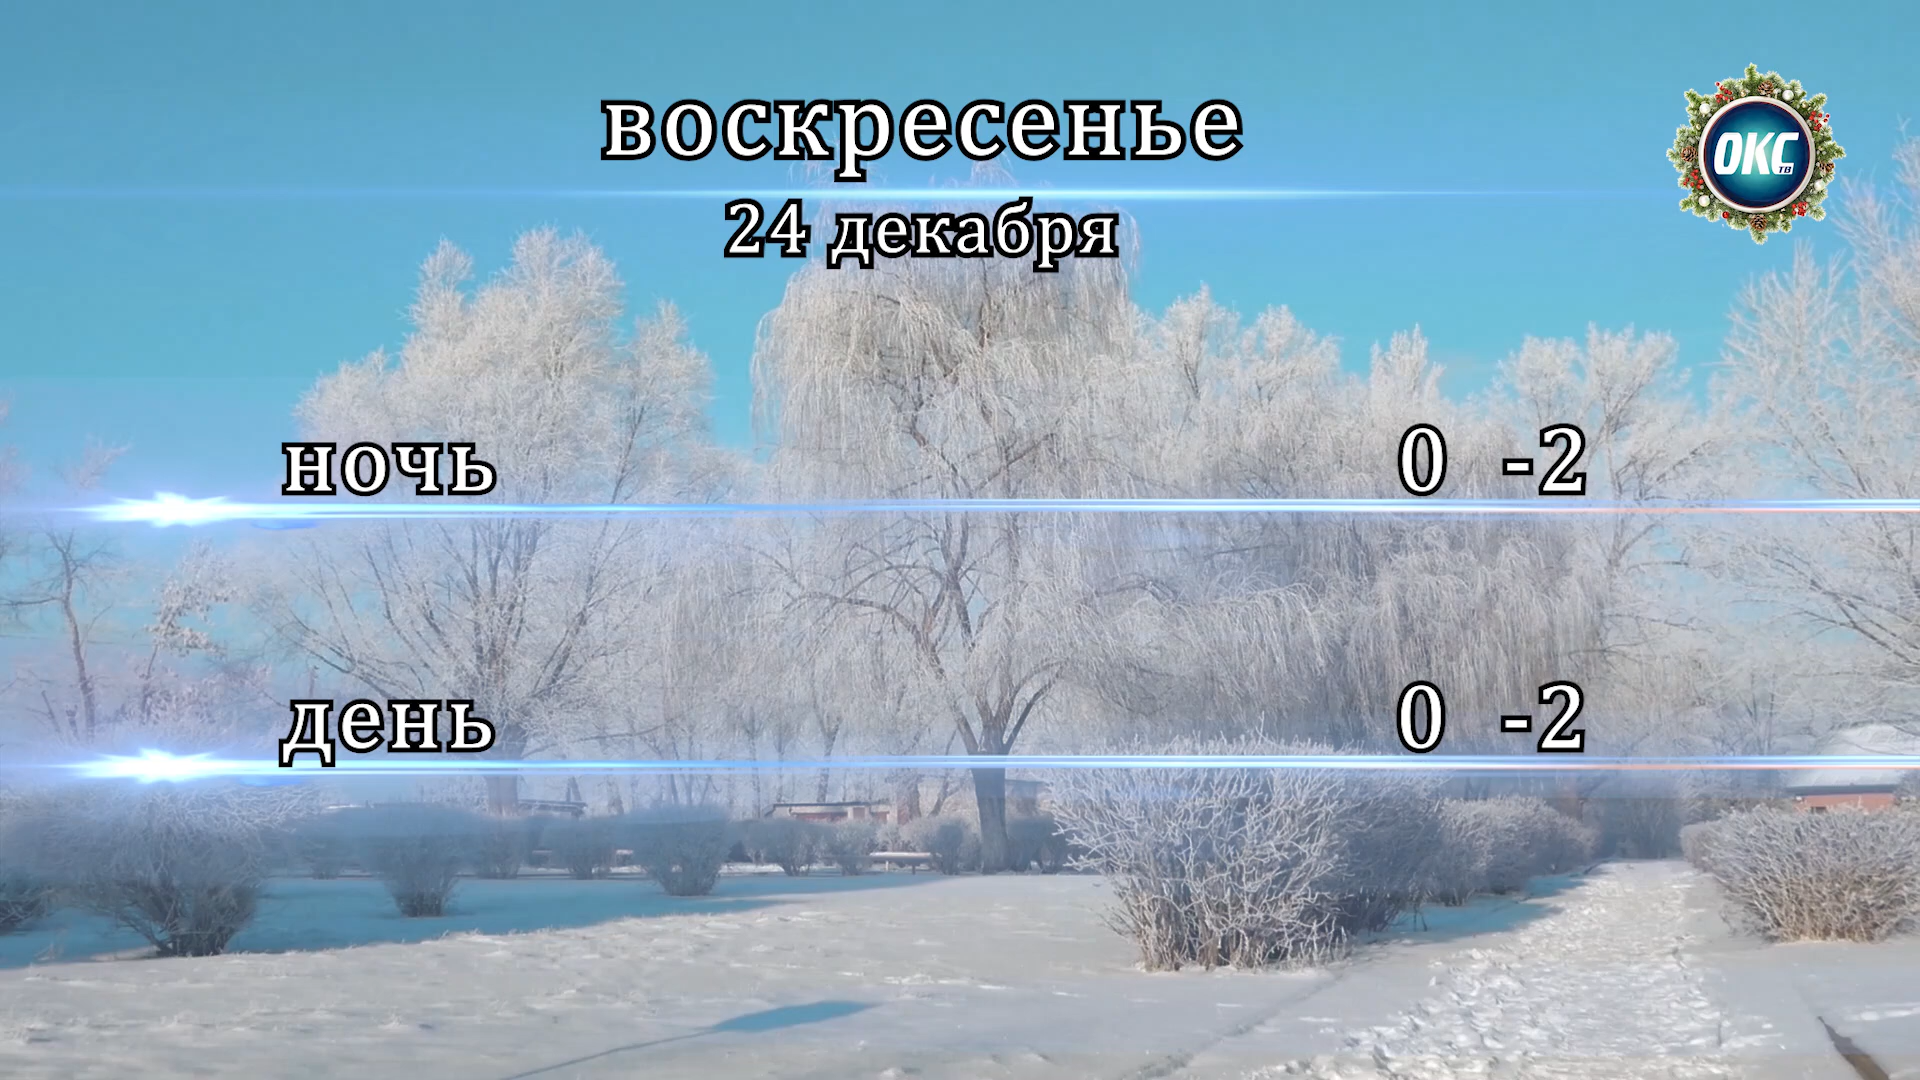 воскресенье
ОКС
ТВ
24 декабря
ночь 0 -2
день 0 -2